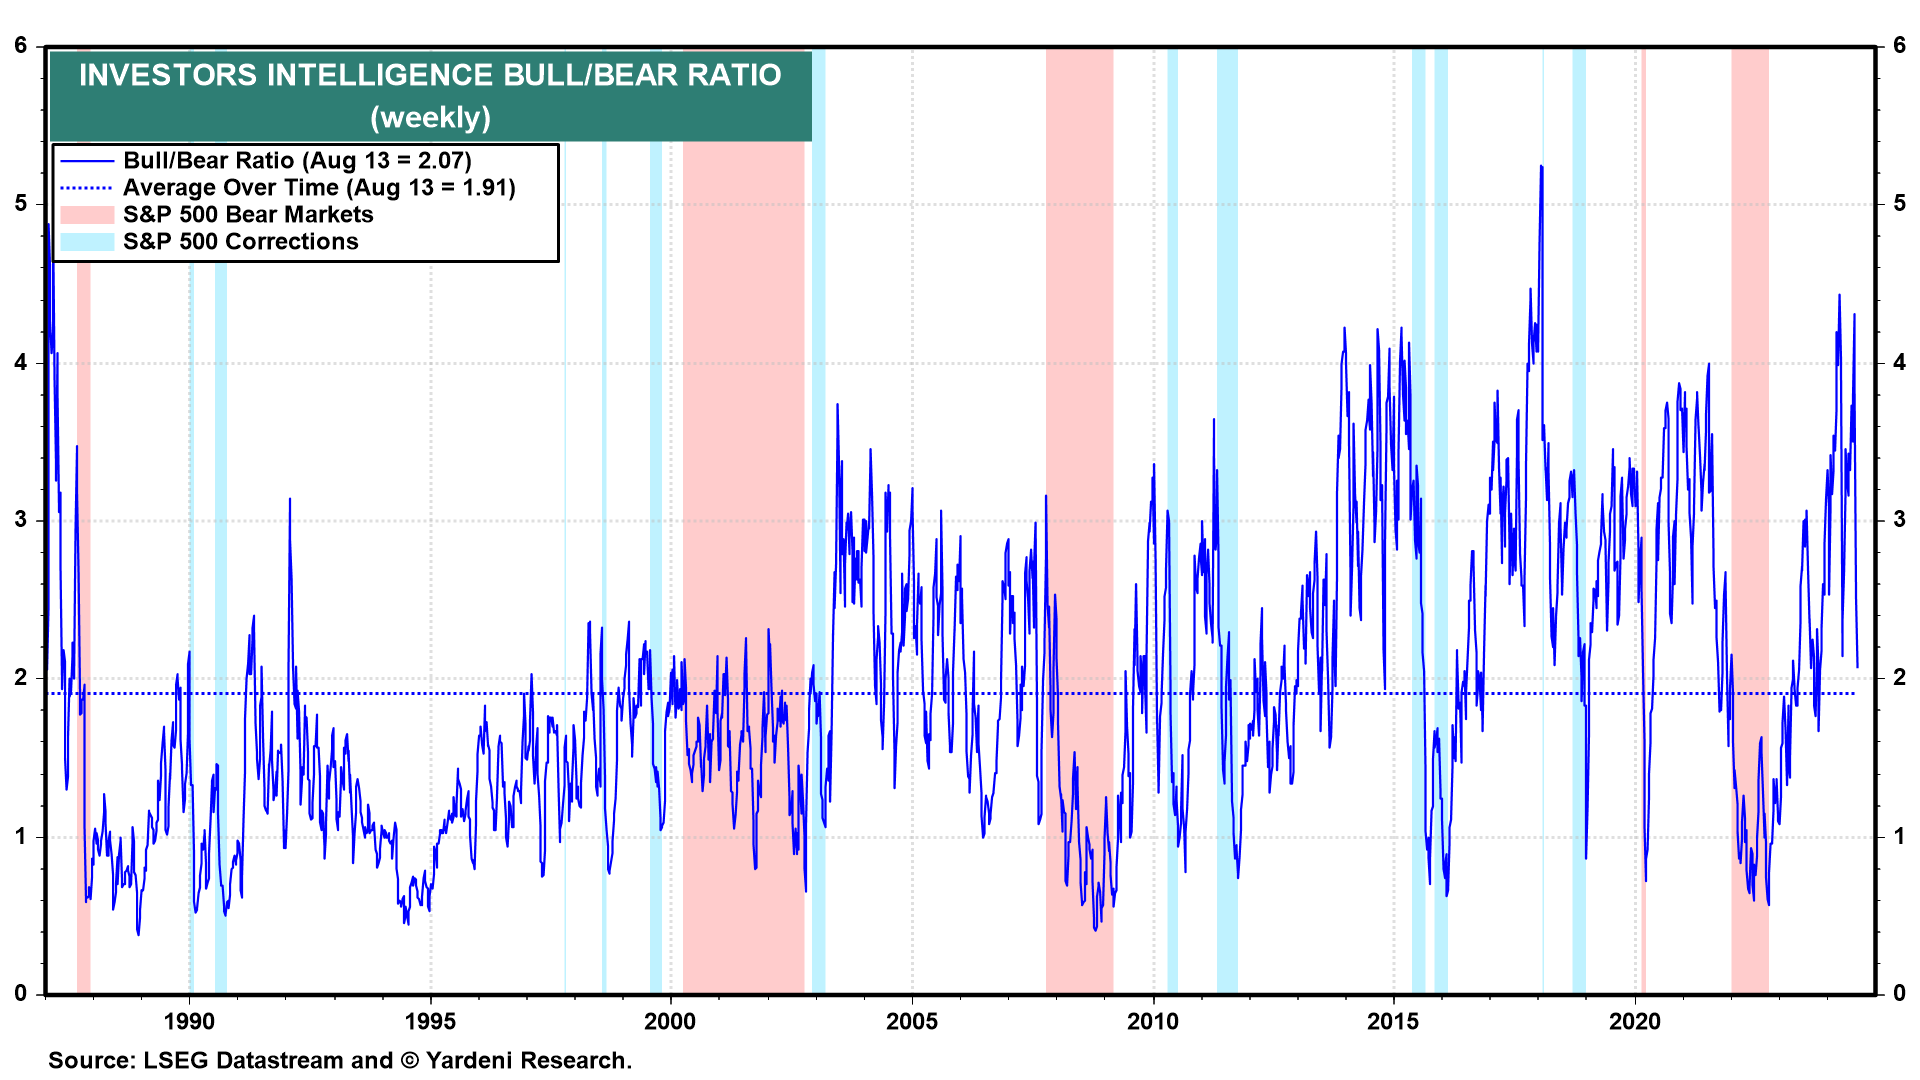 INVESTORS INTELLIGENCE BULL/BEAR RATIO
(weekly)
Bull/Bear Ratio (Aug 13 = 2.07)
Average Over Time (Aug 13 = 1.91)
S&P 500 Bear Markets
S&P 500 Corrections
6 6
5 5
4 4
3 3
2 2
1 1
0 0
1990 1995 2000 2005 2010 2015 2020
Source: LSEG Datastream and © Yardeni Research.